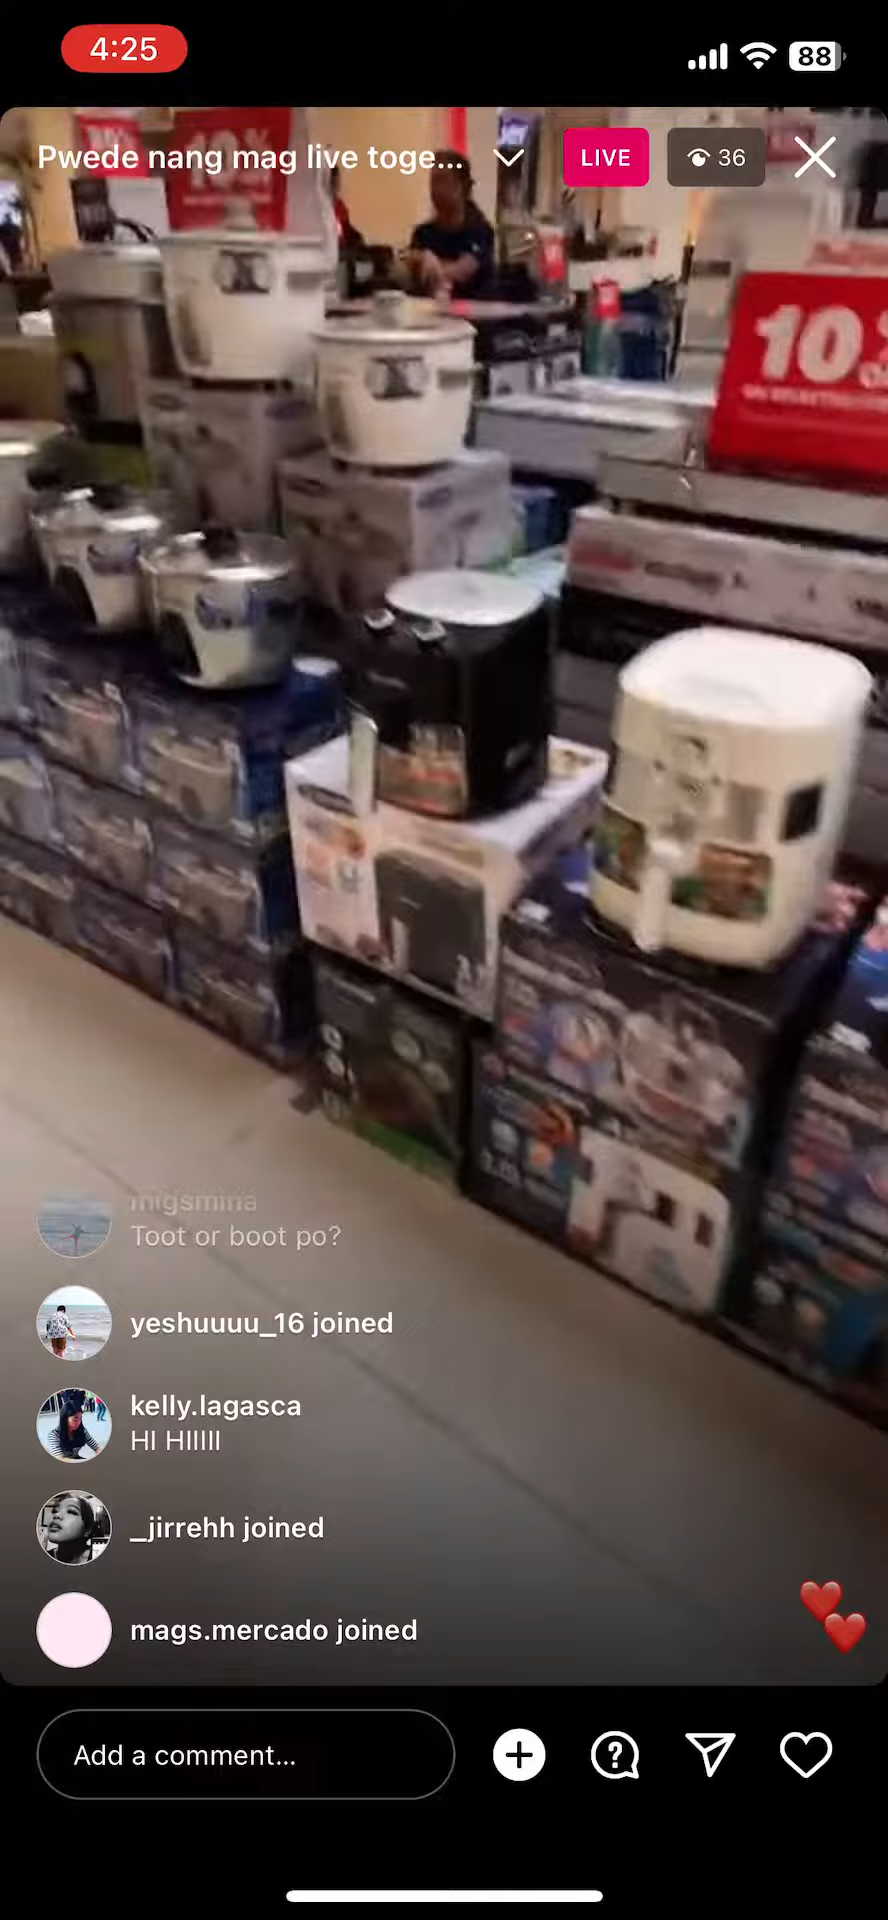 4:25
88
Pwede nang mag live toge...
LIVE
36
10%
10%
migsmina
Toot or boot po?
yeshuuuu_16 joined
kelly.lagasca
HI HIIIII
_jirrehh joined
mags.mercado joined
Add a comment...